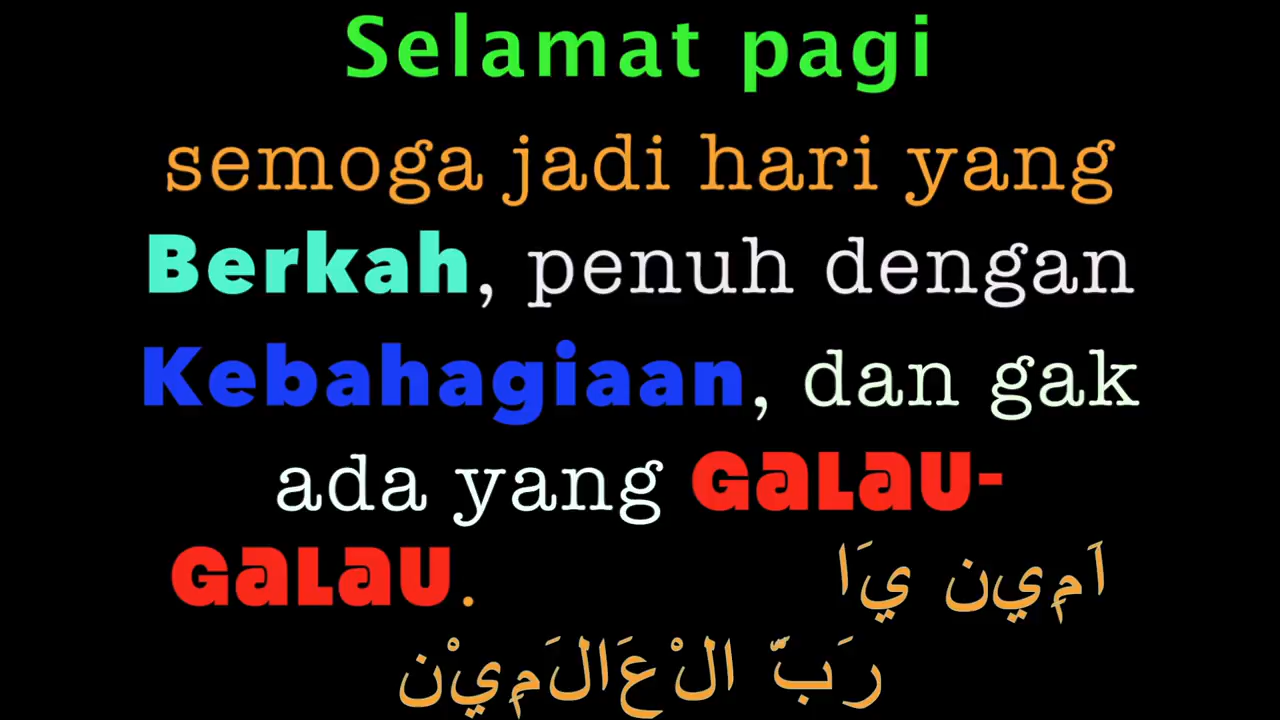 Selamat pagi
semoga jadi hari yang
Berkah, penuh dengan
Kebahagiaan, dan gak
ada yang GALAU-
GALAU. اَمِين يَا
رَبّ الْعَالَمِيْن